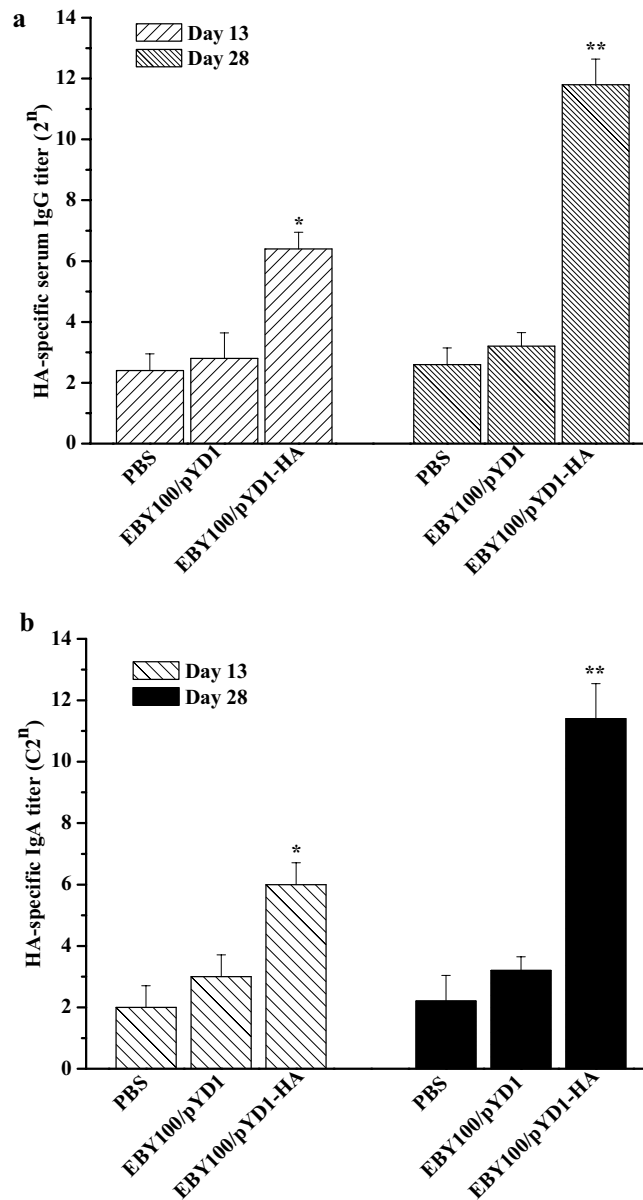 a
14
12
10
8
6
4
2
0
HA-specific serum IgG titer (2ⁿ)
Day 13
Day 28
*
**
PBS
EBY100/pYD1
EBY100/pYD1-HA
PBS
EBY100/pYD1
EBY100/pYD1-HA
b
14
12
10
8
6
4
2
0
HA-specific IgA titer (C2ⁿ)
Day 13
Day 28
*
**
PBS
EBY100/pYD1
EBY100/pYD1-HA
PBS
EBY100/pYD1
EBY100/pYD1-HA